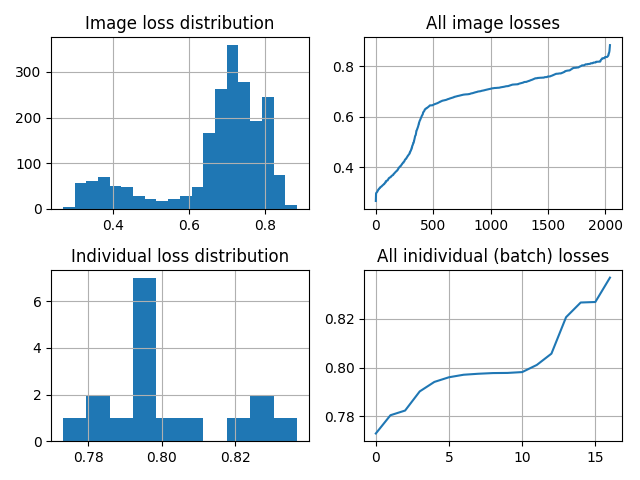 Image loss distribution
300
200
100
0
0.4 0.6 0.8
All image losses
0.8
0.6
0.4
0 500 1000 1500 2000
Individual loss distribution
6
4
2
0
0.78 0.80 0.82
All inidividual (batch) losses
0.82
0.80
0.78
0 5 10 15